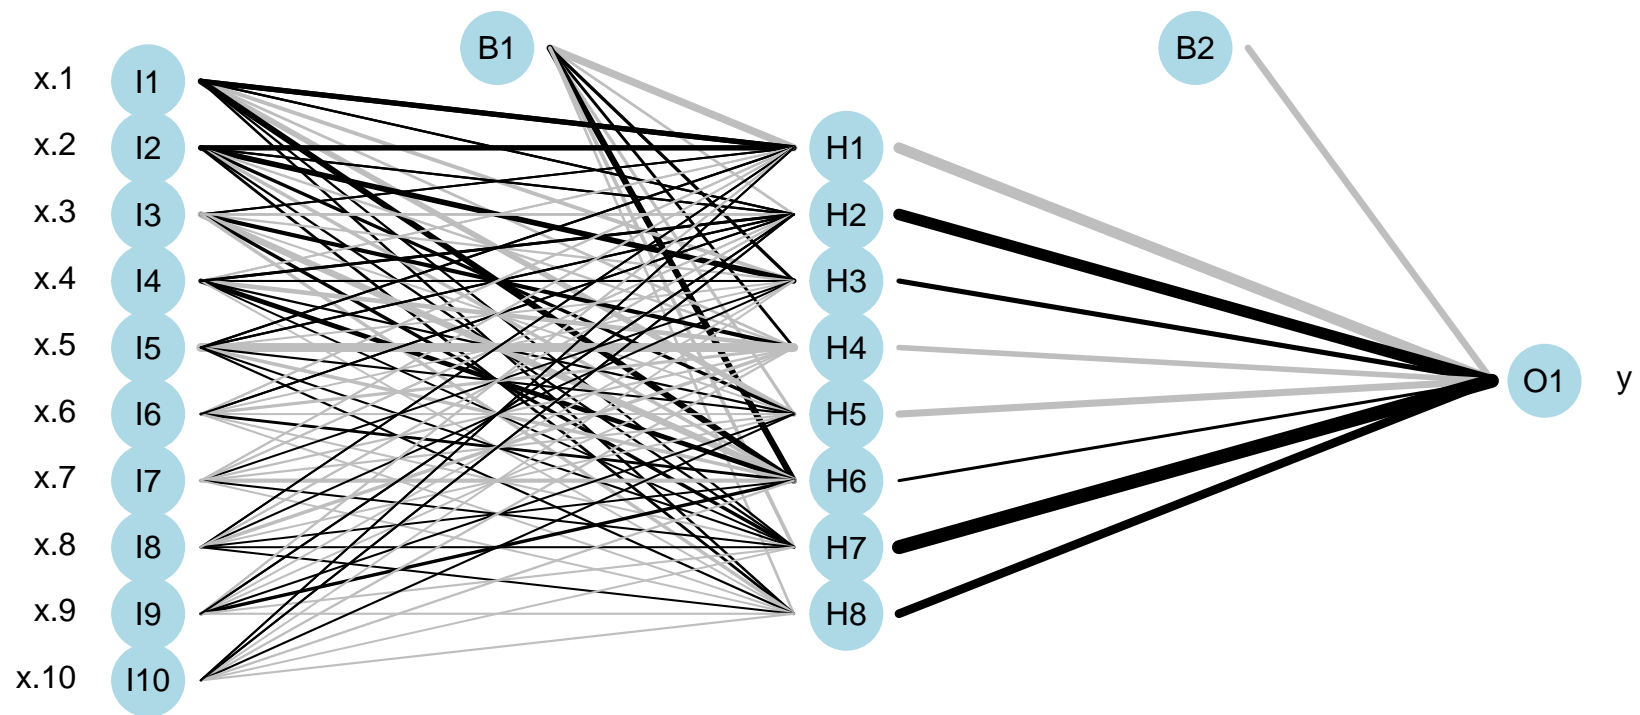 B1 B2
x.1 I1
x.2 I2 H1
x.3 I3 H2
x.4 I4 H3
x.5 I5 H4
O1 y
x.6 I6 H5
x.7 I7 H6
x.8 I8 H7
x.9 I9 H8
x.10 I10